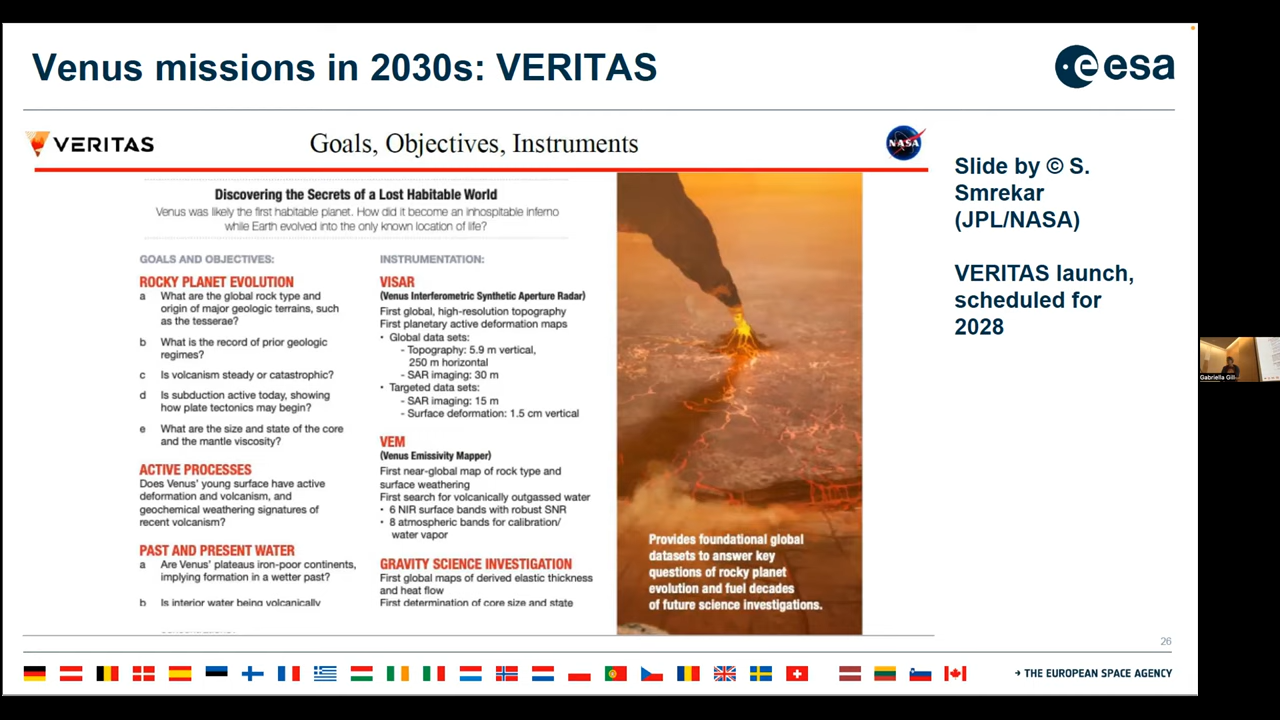 Venus missions in 2030s: VERITAS
esa
VERITAS
Goals, Objectives, Instruments
NASA
Discovering the Secrets of a Lost Habitable World
Venus was likely the first habitable planet. How did it become an inhospitable inferno
while Earth evolved into the only known location of life?
GOALS AND OBJECTIVES:
ROCKY PLANET EVOLUTION
a What are the global rock type and
origin of major geologic terrains, such
as the tesserae?
b What is the record of prior geologic
regimes?
c Is volcanism steady or catastrophic?
d Is subduction active today, showing
how plate tectonics may begin?
e What are the size and state of the core
and the mantle viscosity?
ACTIVE PROCESSES
Does Venus' young surface have active
deformation and volcanism, and
geochemical weathering signatures of
recent volcanism?
PAST AND PRESENT WATER
a Are Venus' plateaus iron-poor continents,
implying formation in a wetter past?
b Is interior water being volcanically
INSTRUMENTATION:
VISAR
(Venus Interferometric Synthetic Aperture Radar)
First global, high-resolution topography
First planetary active deformation maps
• Global data sets:
- Topography: 5.9 m vertical,
250 m horizontal
- SAR imaging: 30 m
• Targeted data sets:
- SAR imaging: 15 m
- Surface deformation: 1.5 cm vertical
VEM
(Venus Emissivity Mapper)
First near-global map of rock type and
surface weathering
First search for volcanically outgassed water
• 6 NIR surface bands with robust SNR
• 8 atmospheric bands for calibration/
water vapor
GRAVITY SCIENCE INVESTIGATION
First global maps of derived elastic thickness
and heat flow
First determination of core size and state
Provides foundational global
datasets to answer key
questions of rocky planet
evolution and fuel decades
of future science investigations.
Slide by © S.
Smrekar
(JPL/NASA)
VERITAS launch,
scheduled for
2028
Gabriella Gili
26
→ THE EUROPEAN SPACE AGENCY